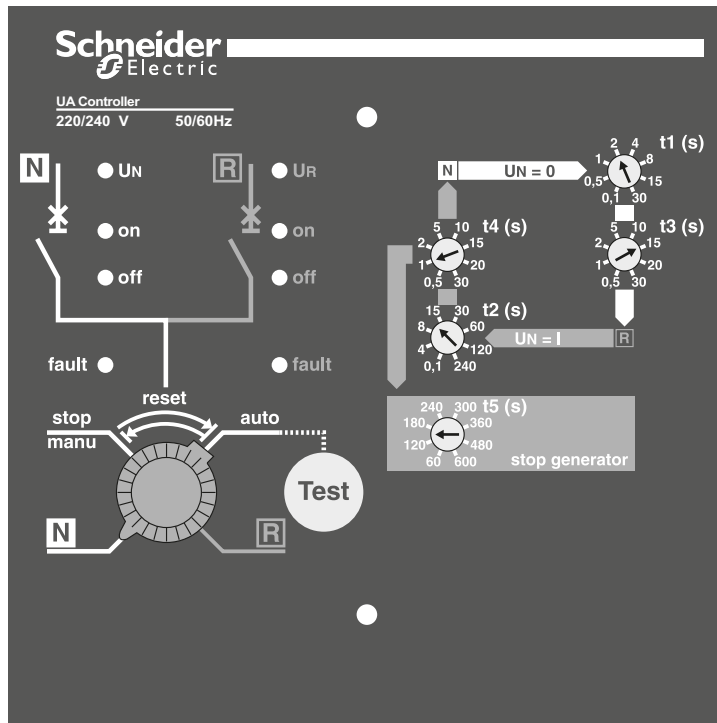 Schneider
Electric
UA Controller
220/240 V 50/60Hz
N UN
R UR
on on
off off
fault fault
reset
stop auto
manu
Test
N R
N UN = 0
t1 (s)
2 4
1 8
0,5 15
0,1 30
t4 (s)
5 10
2 15
1 20
0,5 30
t3 (s)
5 10
2 15
1 20
0,5 30
t2 (s)
15 30
8 60
4 120
0,1 240
UN = I R
t5 (s)
240 300
180 360
120 480
60 600
stop generator